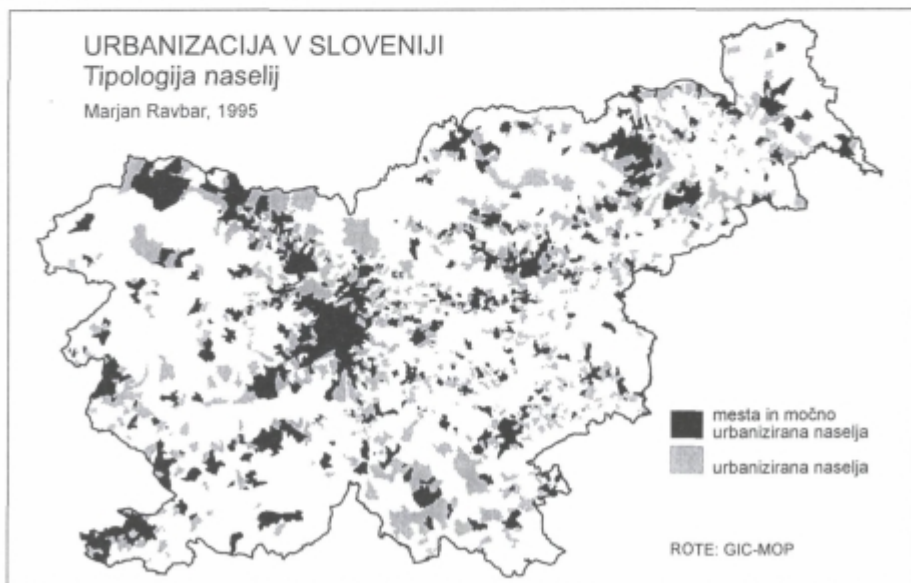 URBANIZACIJA V SLOVENIJI
Tipologija naselij
Marjan Ravbar, 1995
mesta in močno
urbanizirana naselja
urbanizirana naselja
ROTE: GIC-MOP